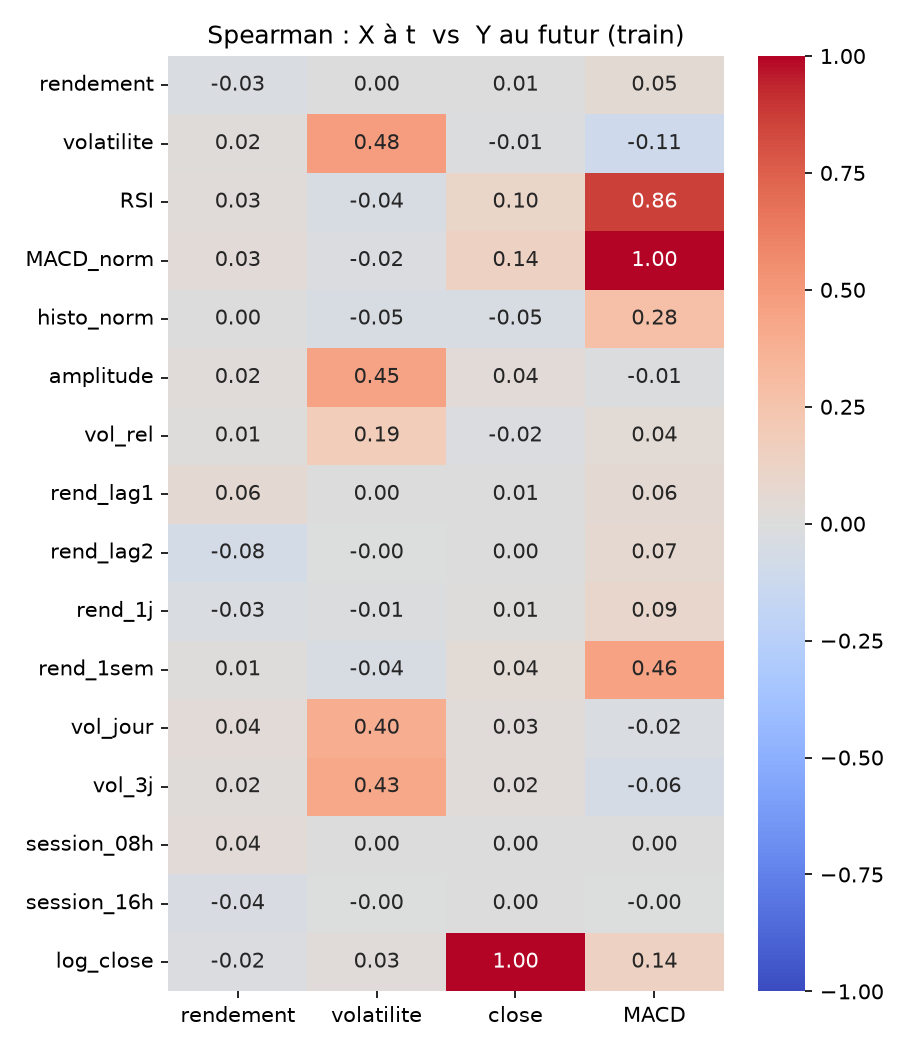 Spearman : X à t  vs  Y au futur (train)
rendement -0.03 0.00 0.01 0.05
volatilite 0.02 0.48 -0.01 -0.11
RSI 0.03 -0.04 0.10 0.86
MACD_norm 0.03 -0.02 0.14 1.00
histo_norm 0.00 -0.05 -0.05 0.28
amplitude 0.02 0.45 0.04 -0.01
vol_rel 0.01 0.19 -0.02 0.04
rend_lag1 0.06 0.00 0.01 0.06
rend_lag2 -0.08 -0.00 0.00 0.07
rend_1j -0.03 -0.01 0.01 0.09
rend_1sem 0.01 -0.04 0.04 0.46
vol_jour 0.04 0.40 0.03 -0.02
vol_3j 0.02 0.43 0.02 -0.06
session_08h 0.04 0.00 0.00 0.00
session_16h -0.04 -0.00 0.00 -0.00
log_close -0.02 0.03 1.00 0.14
rendement volatilite close MACD
1.00
0.75
0.50
0.25
0.00
−0.25
−0.50
−0.75
−1.00